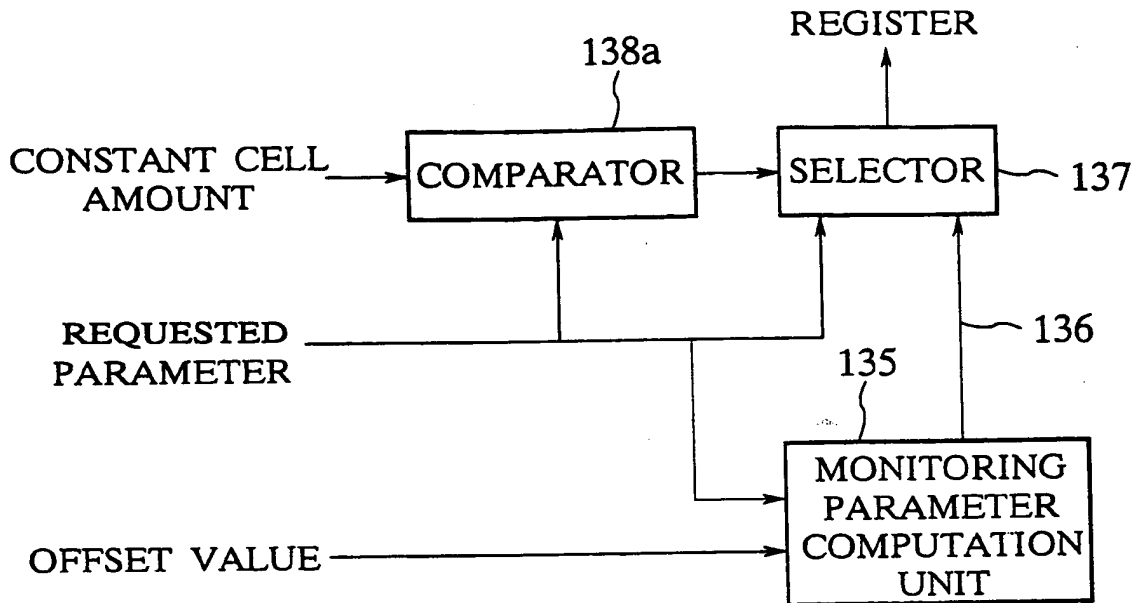 REGISTER
138a
CONSTANT CELL
AMOUNT
COMPARATOR
SELECTOR
137
REQUESTED
PARAMETER
136
135
MONITORING
PARAMETER
COMPUTATION
UNIT
OFFSET VALUE